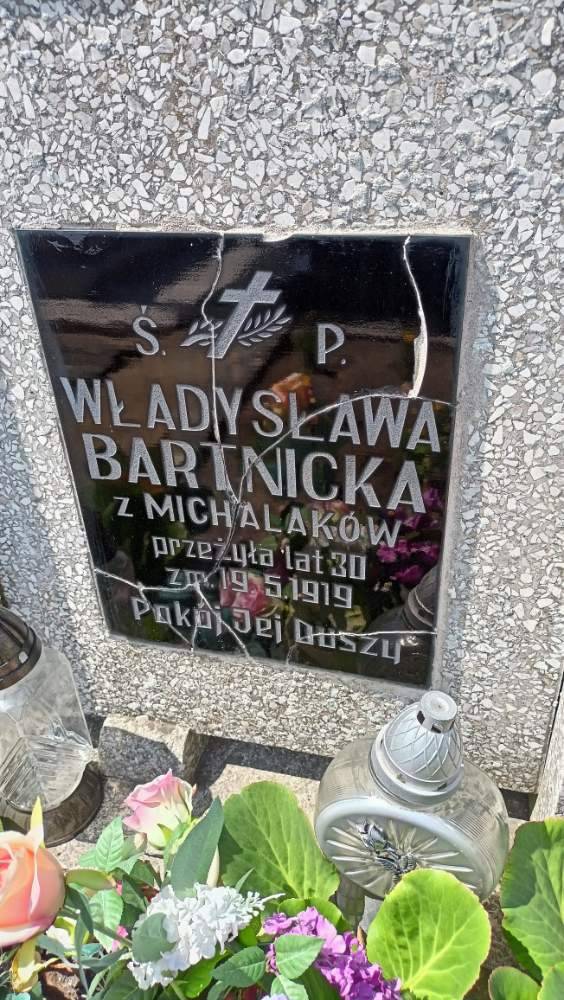 Ś. P.
WŁADYSŁAWA
BARTNICKA
Z MICHALAKÓW
przeżyła lat 30
zm. 19.5.1919
Pokój Jej Duszy